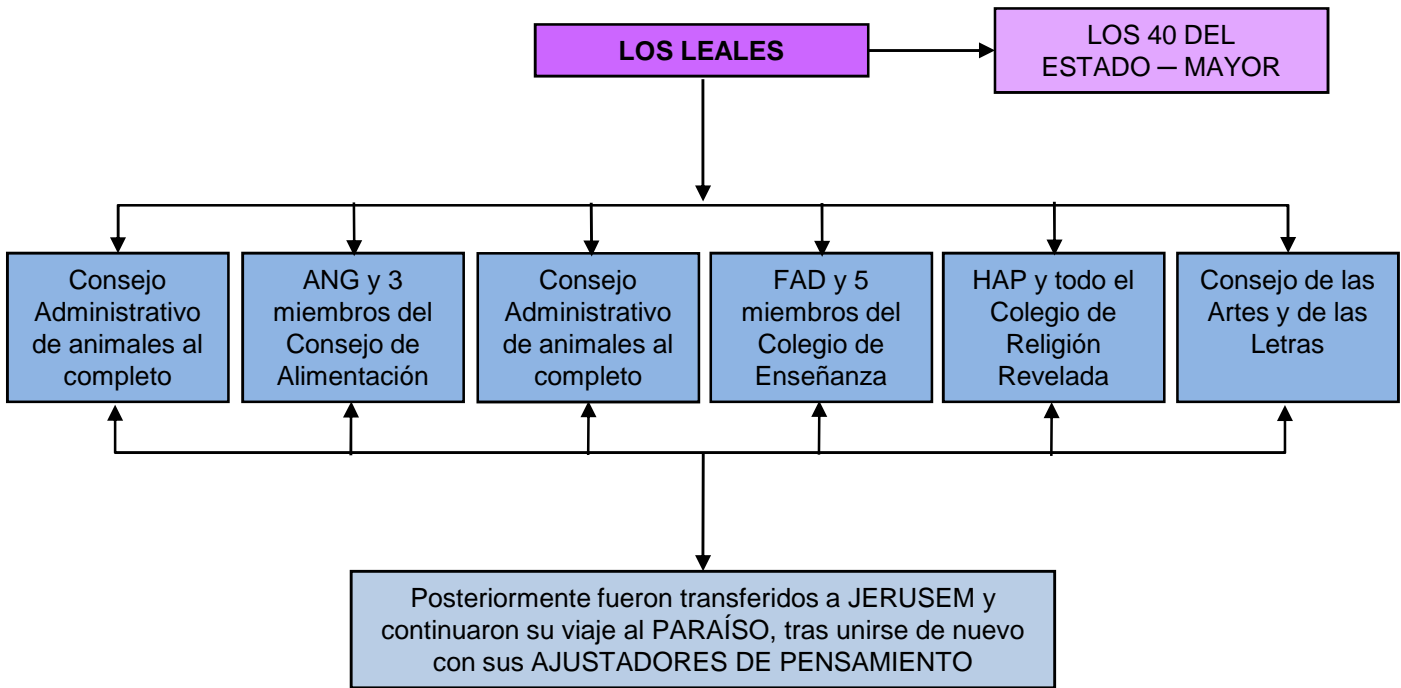 LOS LEALES
LOS 40 DEL
ESTADO — MAYOR
Consejo
Administrativo
de animales al
completo
ANG y 3
miembros del
Consejo de
Alimentación
Consejo
Administrativo
de animales al
completo
FAD y 5
miembros del
Colegio de
Enseñanza
HAP y todo el
Colegio de
Religión
Revelada
Consejo de las
Artes y de las
Letras
Posteriormente fueron transferidos a JERUSEM y
continuaron su viaje al PARAÍSO, tras unirse de nuevo
con sus AJUSTADORES DE PENSAMIENTO